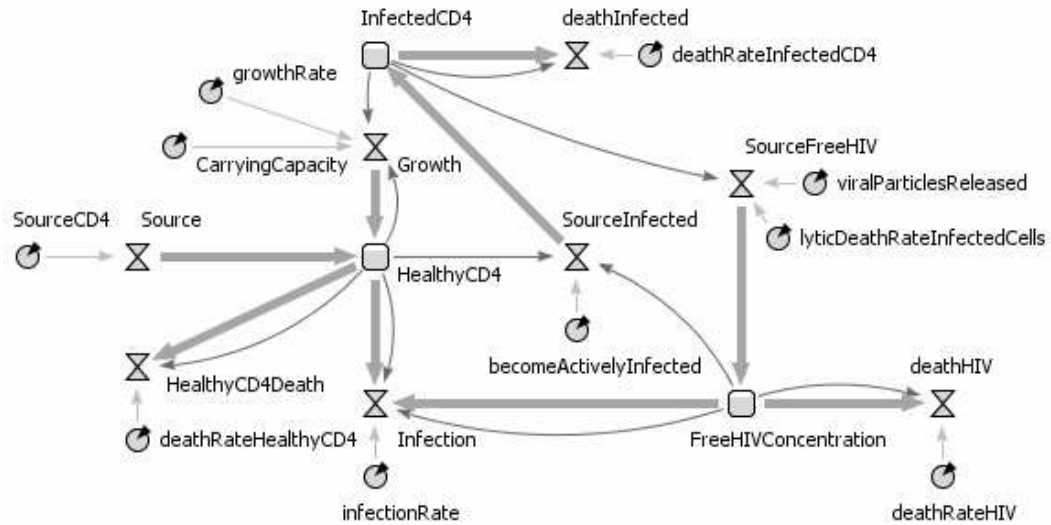 InfectedCD4
deathInfected
deathRateInfectedCD4
growthRate
CarryingCapacity
Growth
SourceFreeHIV
viralParticlesReleased
SourceCD4
Source
SourceInfected
lyticDeathRateInfectedCells
HealthyCD4
becomeActivelyInfected
deathHIV
HealthyCD4Death
deathRateHealthyCD4
Infection
FreeHIVConcentration
infectionRate
deathRateHIV